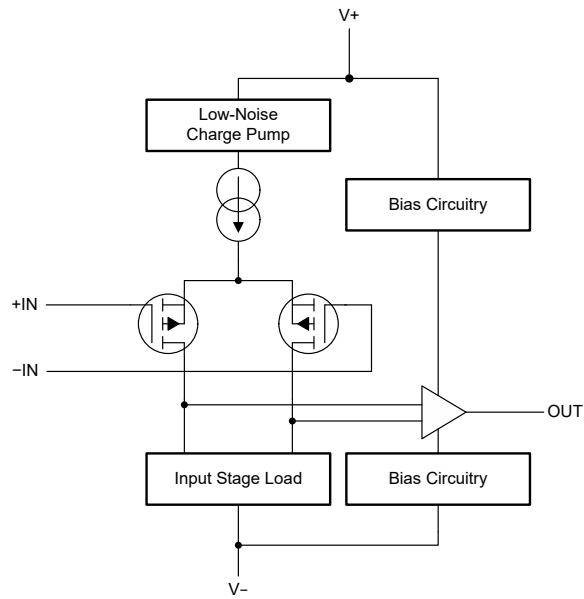 V+
Low-Noise
Charge Pump
Bias Circuitry
+IN
−IN
OUT
Input Stage Load
Bias Circuitry
V−